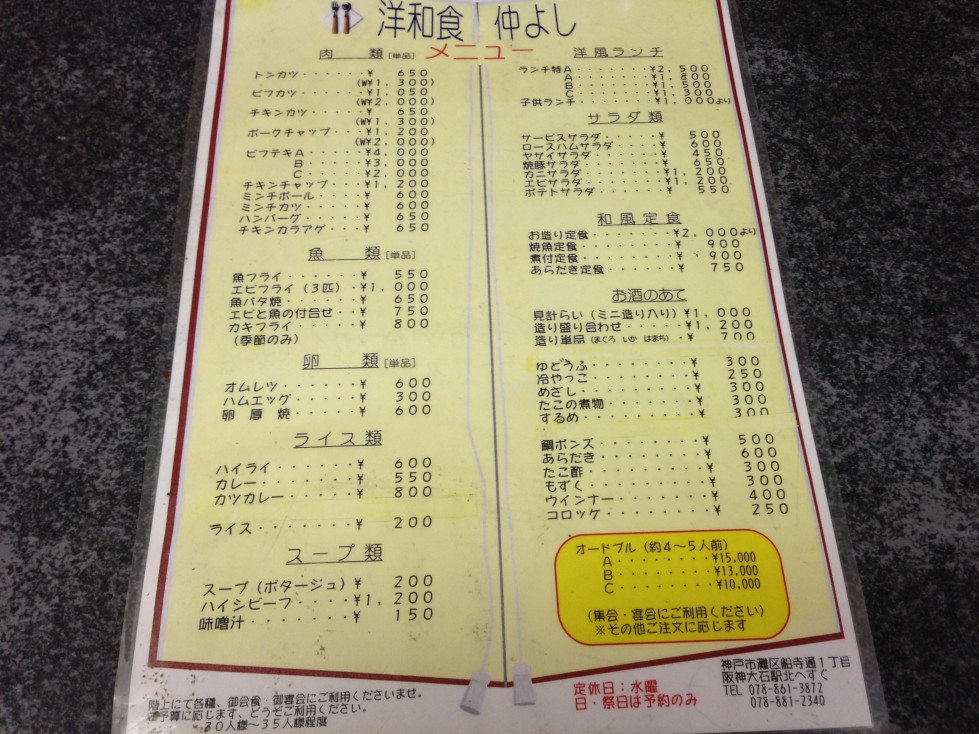 洋和食 仲よし
メニュー
肉 類 [単品]
トンカツ・・・・・・¥ 650
(W¥1,300)
ビフカツ・・・・・・¥1,050
(W¥2,000)
チキンカツ・・・・・¥ 650
(W¥1,300)
ポークチャップ・・・¥1,200
(W¥2,000)
ビフテキA・・・・・¥4,000
B・・・・・¥3,000
C・・・・・¥2,000
チキンチャップ・・・¥1,200
ミンチボール・・・・¥ 600
ミンチカツ・・・・・¥ 600
ハンバーグ・・・・・¥ 650
チキンカラアゲ・・・¥ 650
魚 類 [単品]
魚フライ・・・・・・¥ 550
エビフライ(3匹)・¥1,000
魚バタ焼・・・・・・¥ 650
エビと魚の付合せ・・¥ 750
カキフライ・・・・・¥ 800
(季節のみ)
卵 類 [単品]
オムレツ・・・・・・¥ 600
ハムエッグ・・・・・¥ 300
卵 厚 焼・・・・・¥ 600
ライス類
ハイライ・・・・・・¥ 600
カレー・・・・・・・¥ 550
カツカレー・・・・・¥ 800
ライス・・・・・・・¥ 200
スープ類
スープ(ポタージュ)¥ 200
ハイシビーフ・・・・¥1,200
味噌汁・・・・・・・¥ 150
洋風ランチ
ランチ特A・・・・・・・¥2,500
A・・・・・・・¥1,800
B・・・・・・・¥1,500
C・・・・・・・¥1,300
子供ランチ・・・・・・・¥1,000より
サラダ類
サービスサラダ・・・・・¥ 500
ロースハムサラダ・・・・¥ 600
ヤサイサラダ・・・・・・¥ 450
焼豚サラダ・・・・・・・¥ 650
カニサラダ・・・・・・・¥1,200
エビサラダ・・・・・・・¥1,200
ポテトサラダ・・・・・・¥ 550
和風定食
お造り定食・・・・・・・¥2,000より
焼魚定食・・・・・・・・¥ 900
煮付定食・・・・・・・・¥ 900
あらだき定食・・・・・・¥ 750
お酒のあて
見計らい(ミニ造り入り)¥1,000
造り盛り合わせ・・・・・¥1,200
造り単品(まぐろ いか はまち)・¥ 700
ゆどうふ・・・・・・・・¥ 300
冷やっこ・・・・・・・・¥ 250
めざし・・・・・・・・・¥ 300
たこの煮物・・・・・・・¥ 300
するめ・・・・・・・・・¥ 300
鯛ポンズ・・・・・・・・¥ 500
あらだき・・・・・・・・¥ 600
たこ酢・・・・・・・・・¥ 300
もずく・・・・・・・・・¥ 300
ウインナー・・・・・・・¥ 400
コロッケ・・・・・・・・¥ 250
オードブル(約4～5人前)
A・・・・・・・・・¥15,000
B・・・・・・・・・¥13,000
C・・・・・・・・・¥10,000
(集会・宴会にご利用ください)
※その他ご注文に応じます
階上にて各種、御会食・御宴会にご利用くださいませ。
ご予算に応じます、どうぞご利用ください。
30人様～35人様程度
定休日:水曜
日・祭日は予約のみ
神戸市灘区船寺通1丁目
阪神大石駅北へすぐ
TEL 078-861-3872
078-881-2340